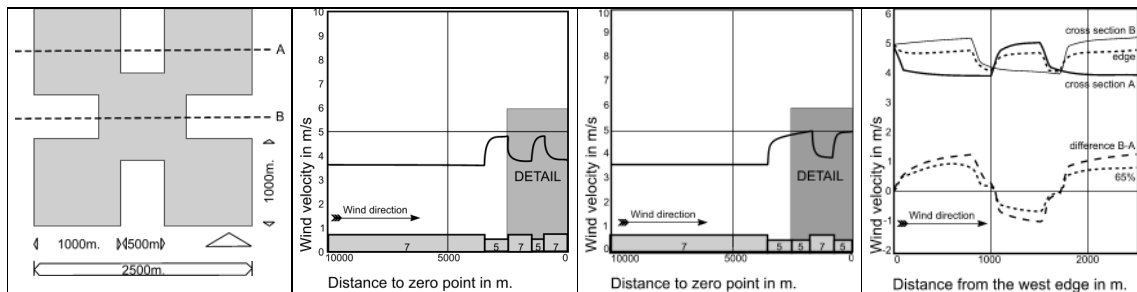 A
B
1000m.
1000m.
500m
2500m.
Wind velocity in m/s
10
9
8
7
6
5
4
3
2
1
0
DETAIL
Wind direction
7
5
7
5
7
10000
5000
0
Distance to zero point in m.
Wind velocity in m/s
10
9
8
7
6
5
4
3
2
1
0
DETAIL
Wind direction
7
5
5
7
5
10000
5000
0
Distance to zero point in m.
Wind velocity in m/s
6
5
4
3
2
1
0
-1
-2
cross section B
edge
cross section A
difference B-A
65%
Wind direction
0
1000
2000
Distance from the west edge in m.